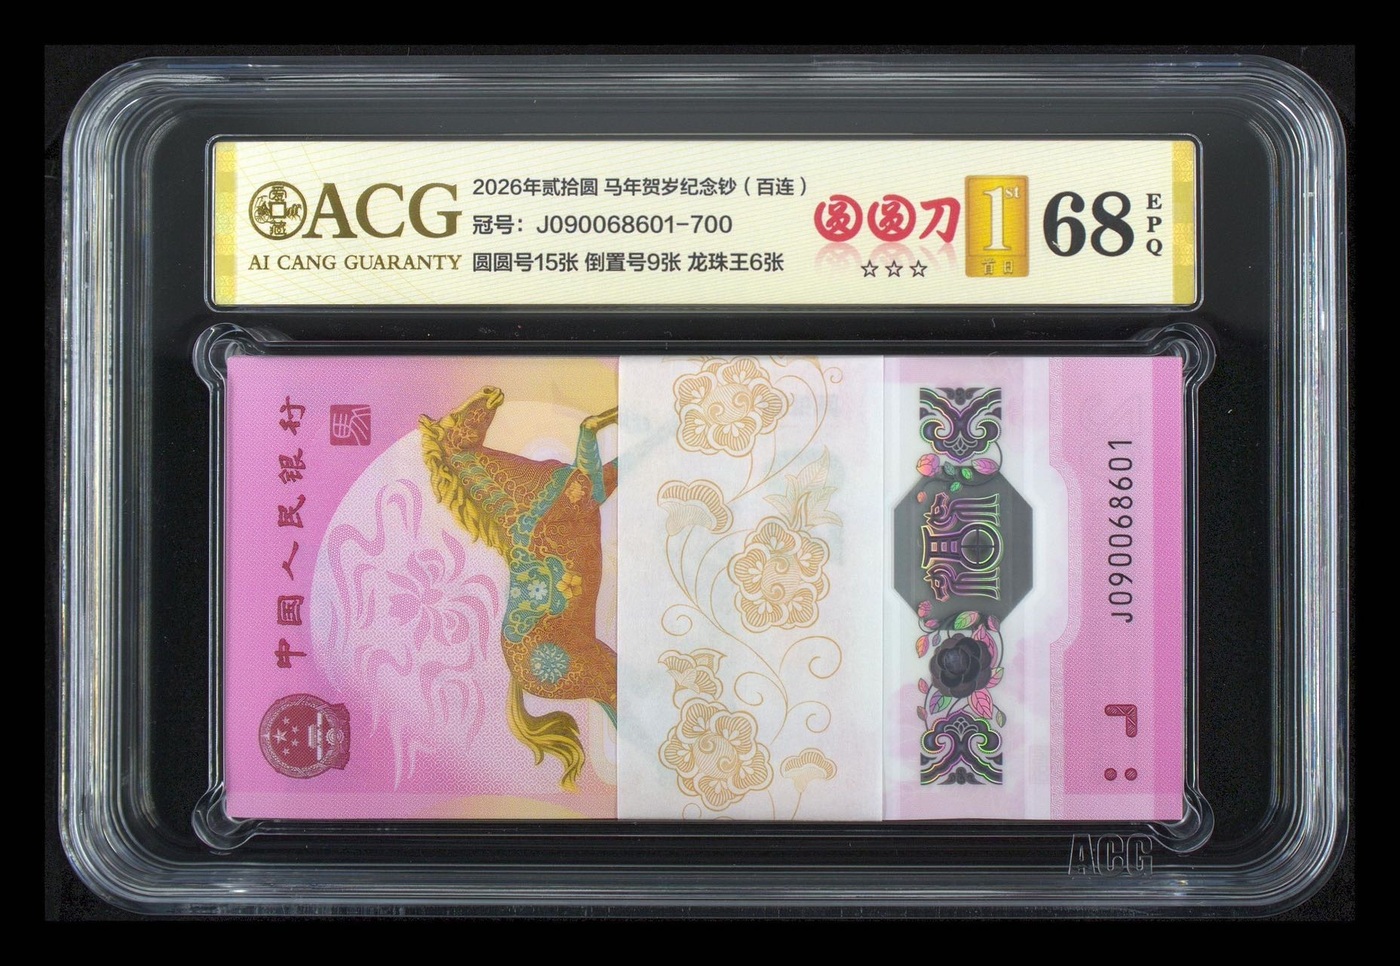 ACG
AI CANG GUARANTY
2026年贰拾圆 马年贺岁纪念钞（百连）
冠号：J090068601-700
圆圆号15张 倒置号9张 龙珠王6张
圆圆刀
☆☆☆
1st
首日
68
EPQ
中国人民银行
J090068601
ACG